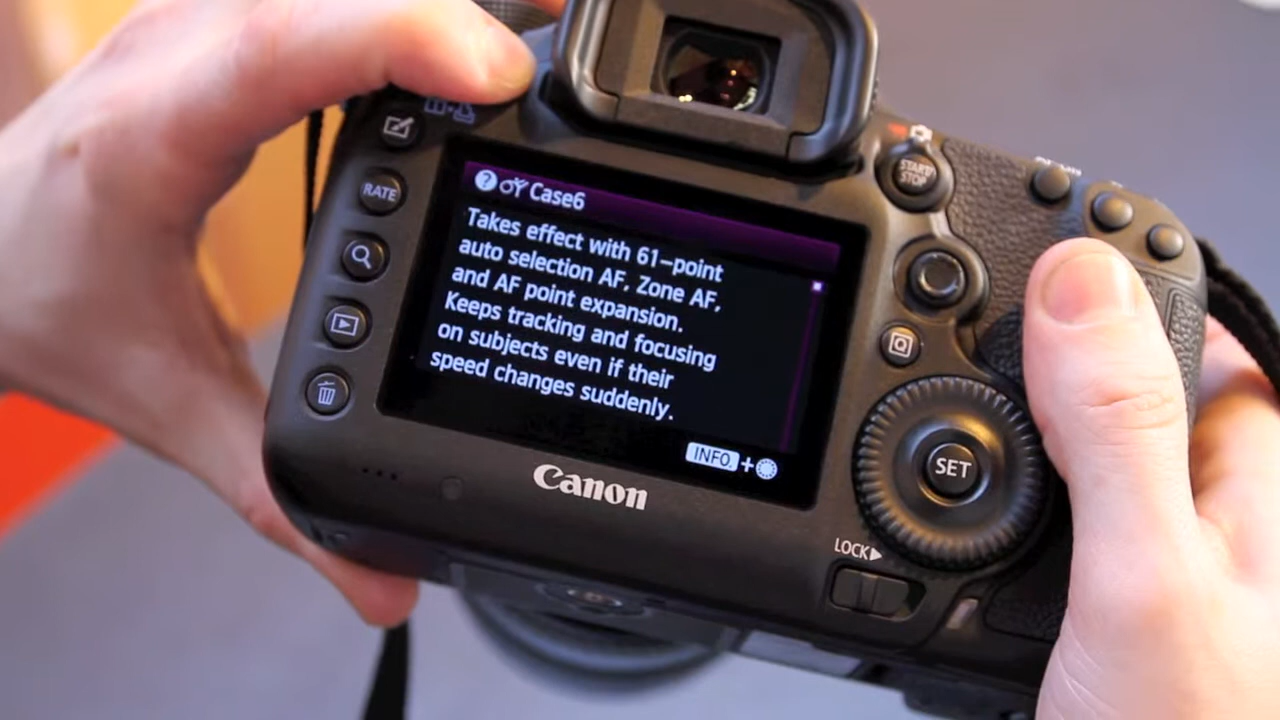 ? Case6
Takes effect with 61-point
auto selection AF, Zone AF,
and AF point expansion.
Keeps tracking and focusing
on subjects even if their
speed changes suddenly.
INFO.+
Canon
RATE
START/
STOP
Q
SET
LOCK▶